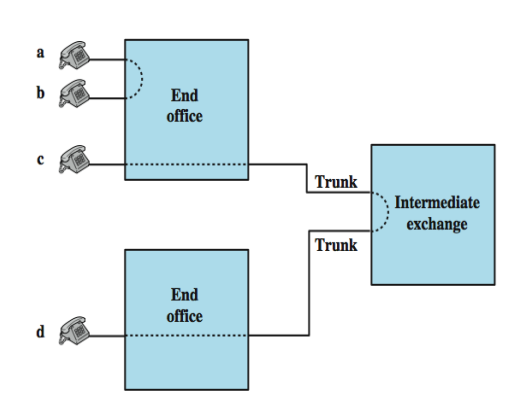 a
b
End
office
c
Trunk
Intermediate
exchange
Trunk
End
office
d